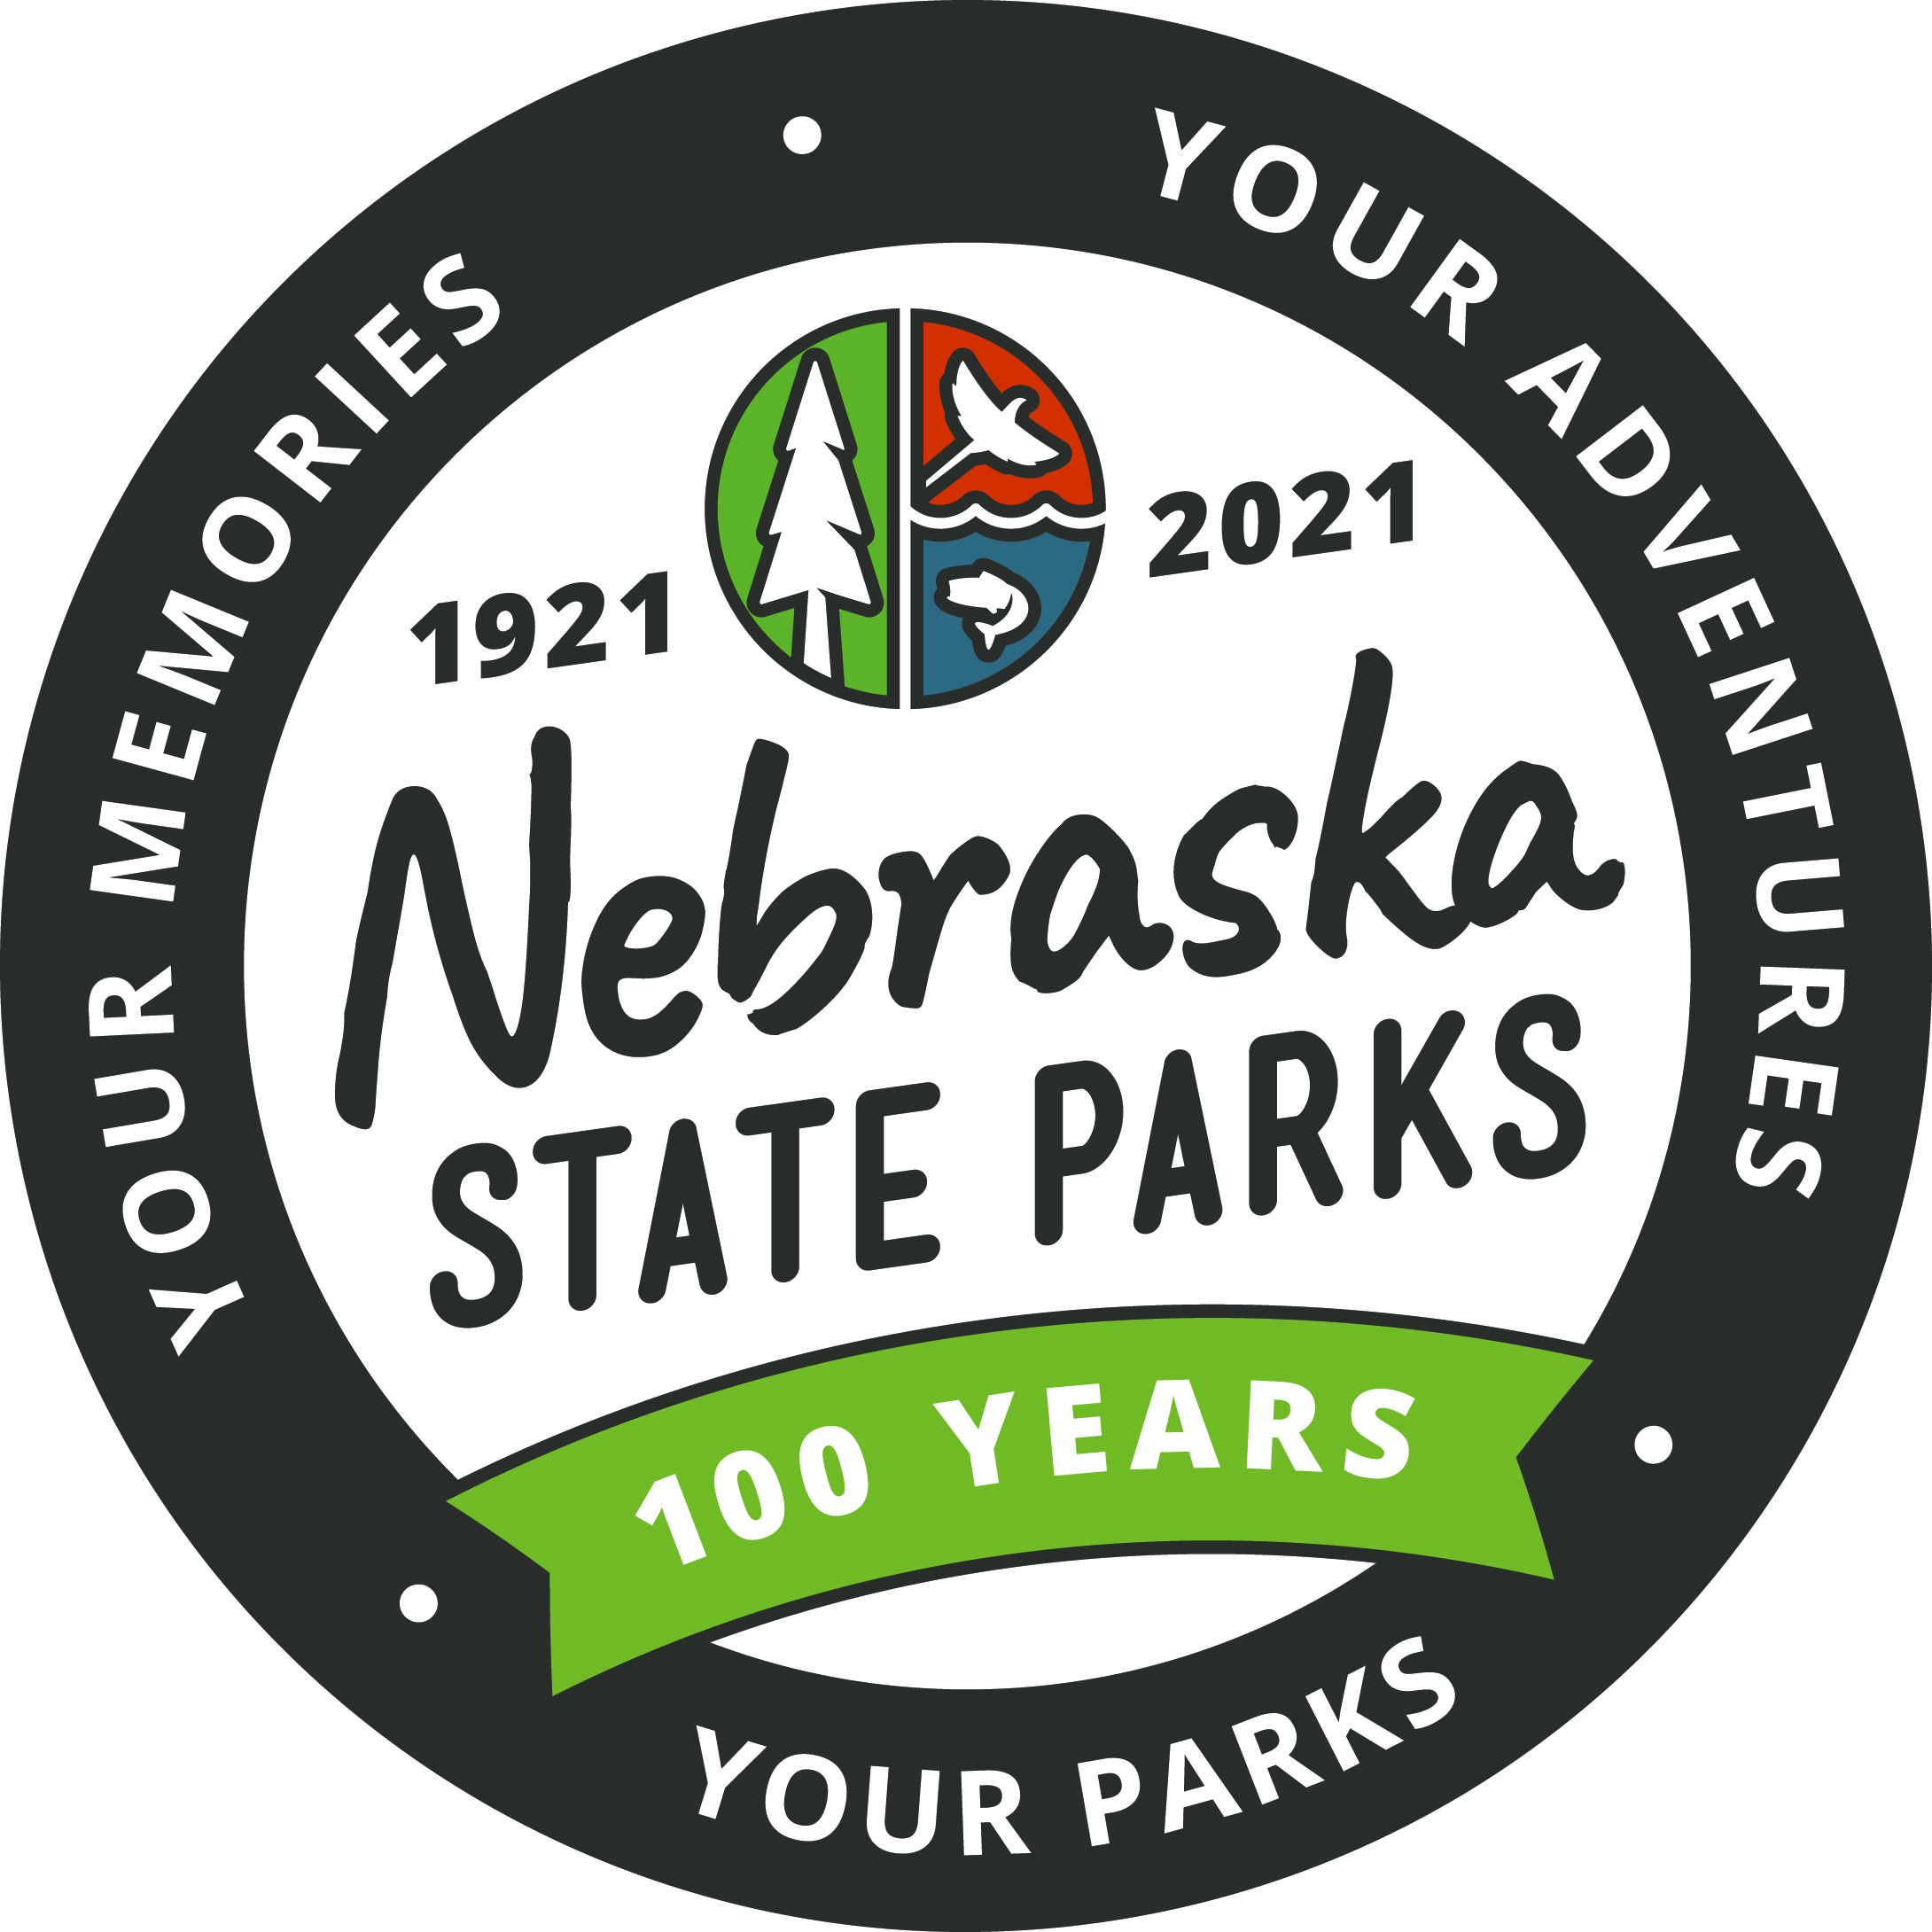 YOUR MEMORIES
YOUR ADVENTURES
1921
2021
Nebraska
STATE PARKS
100 YEARS
YOUR PARKS